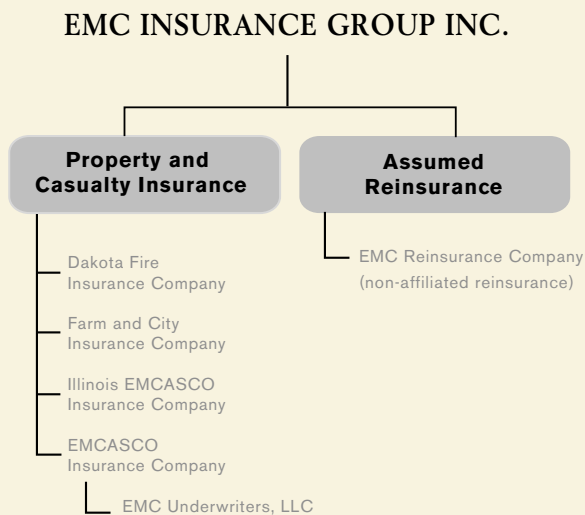 EMC INSURANCE GROUP INC.
Property and
Casualty Insurance
Dakota Fire
Insurance Company
Farm and City
Insurance Company
Illinois EMCASCO
Insurance Company
EMCASCO
Insurance Company
EMC Underwriters, LLC
Assumed
Reinsurance
EMC Reinsurance Company
(non-affiliated reinsurance)